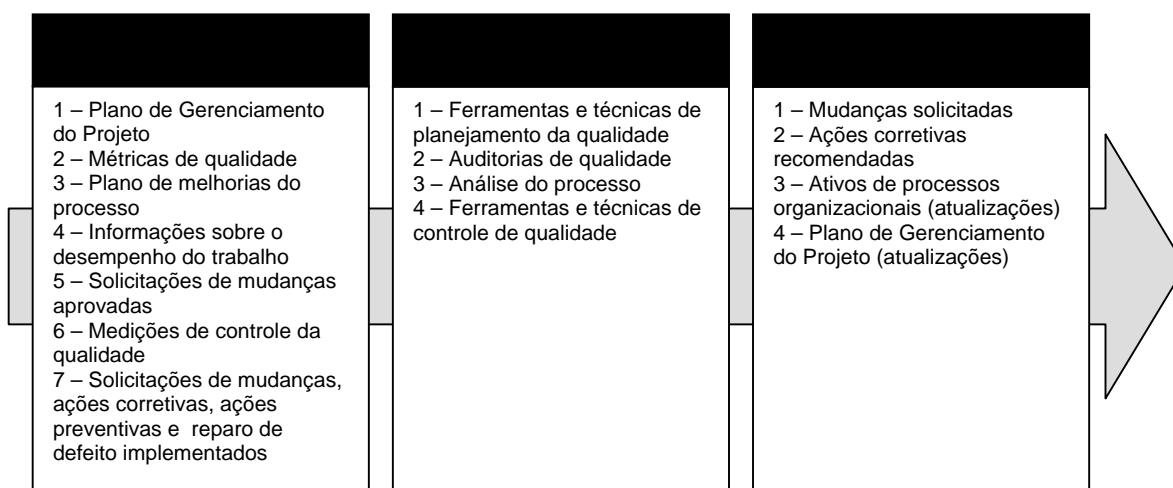 1 – Plano de Gerenciamento
do Projeto
2 – Métricas de qualidade
3 – Plano de melhorias do
processo
4 – Informações sobre o
desempenho do trabalho
5 – Solicitações de mudanças
aprovadas
6 – Medições de controle da
qualidade
7 – Solicitações de mudanças,
ações corretivas, ações
preventivas e reparo de
defeito implementados
1 – Ferramentas e técnicas de
planejamento da qualidade
2 – Auditorias de qualidade
3 – Análise do processo
4 – Ferramentas e técnicas de
controle de qualidade
1 – Mudanças solicitadas
2 – Ações corretivas
recomendadas
3 – Ativos de processos
organizacionais (atualizações)
4 – Plano de Gerenciamento
do Projeto (atualizações)